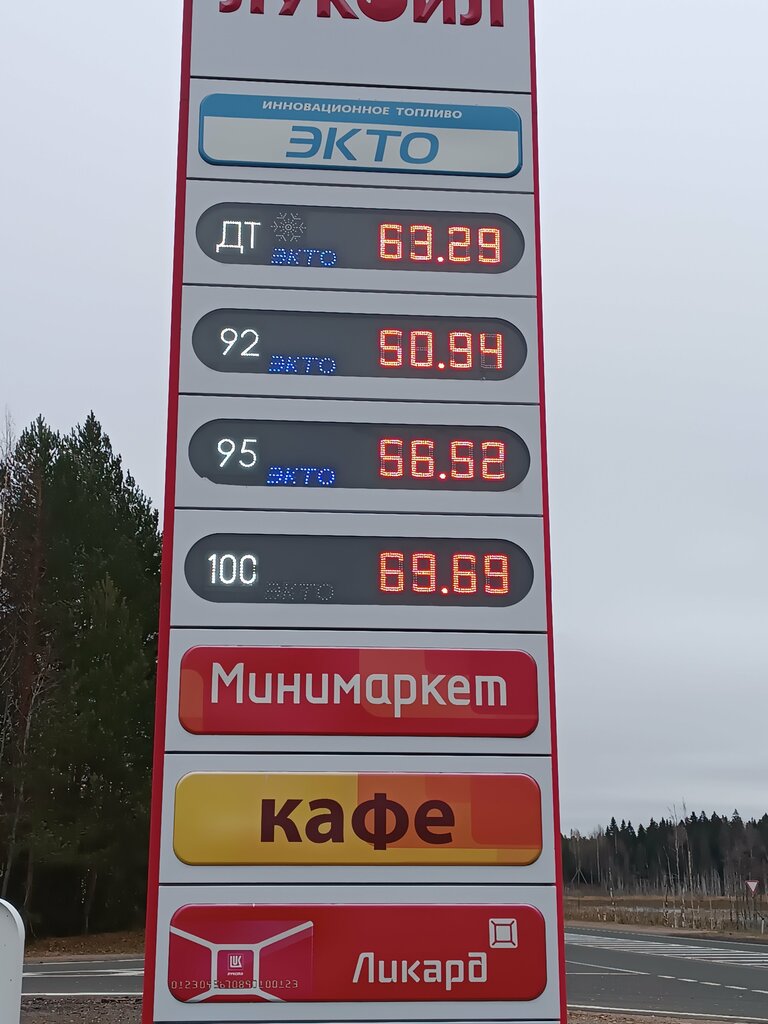 ЛУКОЙЛ
ИННОВАЦИОННОЕ ТОПЛИВО
ЭКТО
ДТ 63.29
ЭКТО
92 50.94
ЭКТО
95 56.52
ЭКТО
100 69.69
ЭКТО
Минимаркет
кафе
ЛУКОЙЛ
Ликард